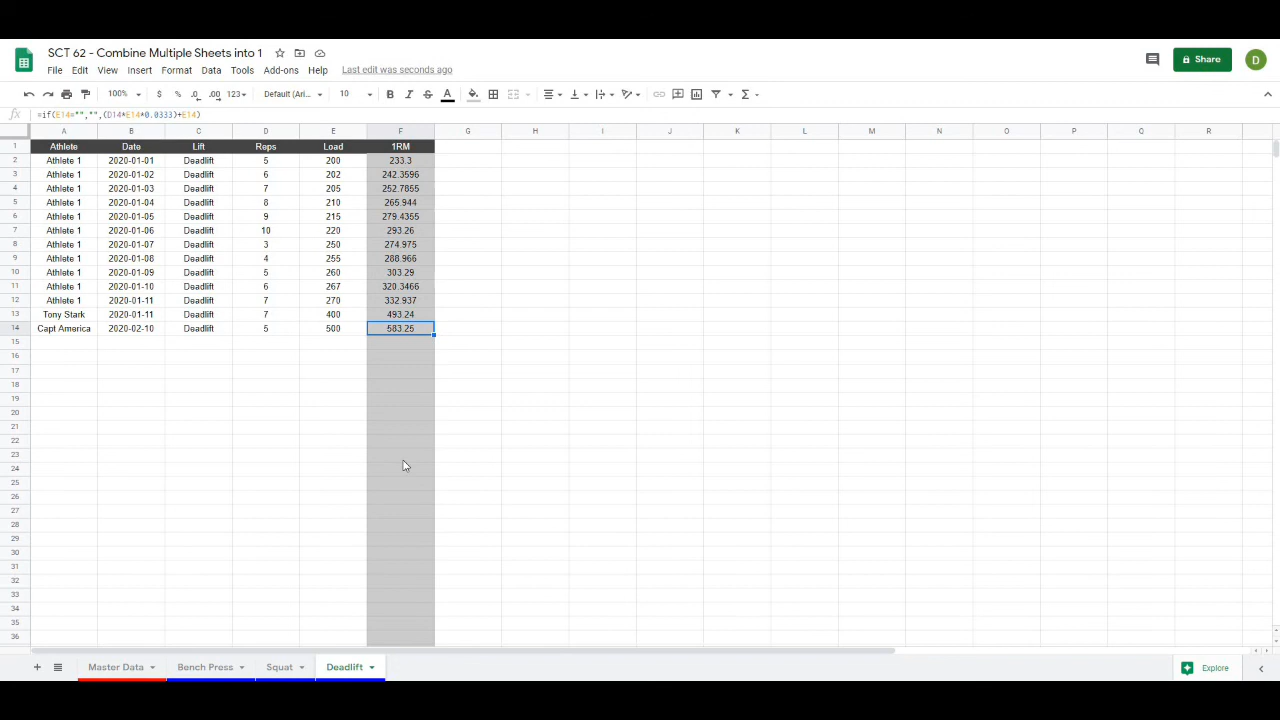 SCT 62 - Combine Multiple Sheets into 1
File Edit View Insert Format Data Tools Add-ons Help Last edit was seconds ago
Share
D
100% $ % .0 .00 123 Default (Ari... 10 B I S A Σ
fx =if(E14="","",(D14*E14*0.0333)+E14)
A B C D E F G H I J K L M N O P Q R
1 Athlete Date Lift Reps Load 1RM
2 Athlete 1 2020-01-01 Deadlift 5 200 233.3
3 Athlete 1 2020-01-02 Deadlift 6 202 242.3596
4 Athlete 1 2020-01-03 Deadlift 7 205 252.7855
5 Athlete 1 2020-01-04 Deadlift 8 210 265.944
6 Athlete 1 2020-01-05 Deadlift 9 215 279.4355
7 Athlete 1 2020-01-06 Deadlift 10 220 293.26
8 Athlete 1 2020-01-07 Deadlift 3 250 274.975
9 Athlete 1 2020-01-08 Deadlift 4 255 288.966
10 Athlete 1 2020-01-09 Deadlift 5 260 303.29
11 Athlete 1 2020-01-10 Deadlift 6 267 320.3466
12 Athlete 1 2020-01-11 Deadlift 7 270 332.937
13 Tony Stark 2020-01-11 Deadlift 7 400 493.24
14 Capt America 2020-02-10 Deadlift 5 500 583.25
15
16
17
18
19
20
21
22
23
24
25
26
27
28
29
30
31
32
33
34
35
36
+ Master Data Bench Press Squat Deadlift Explore